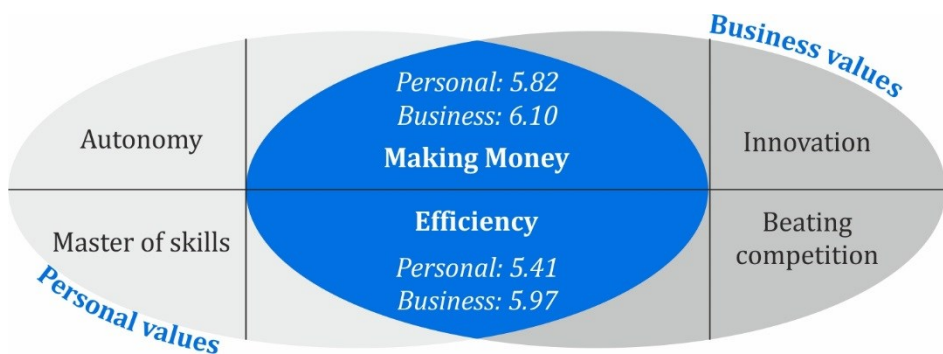 Business values
Personal: 5.82
Business: 6.10
Autonomy
Making Money
Innovation
Master of skills
Efficiency
Beating
competition
Personal: 5.41
Business: 5.97
Personal values